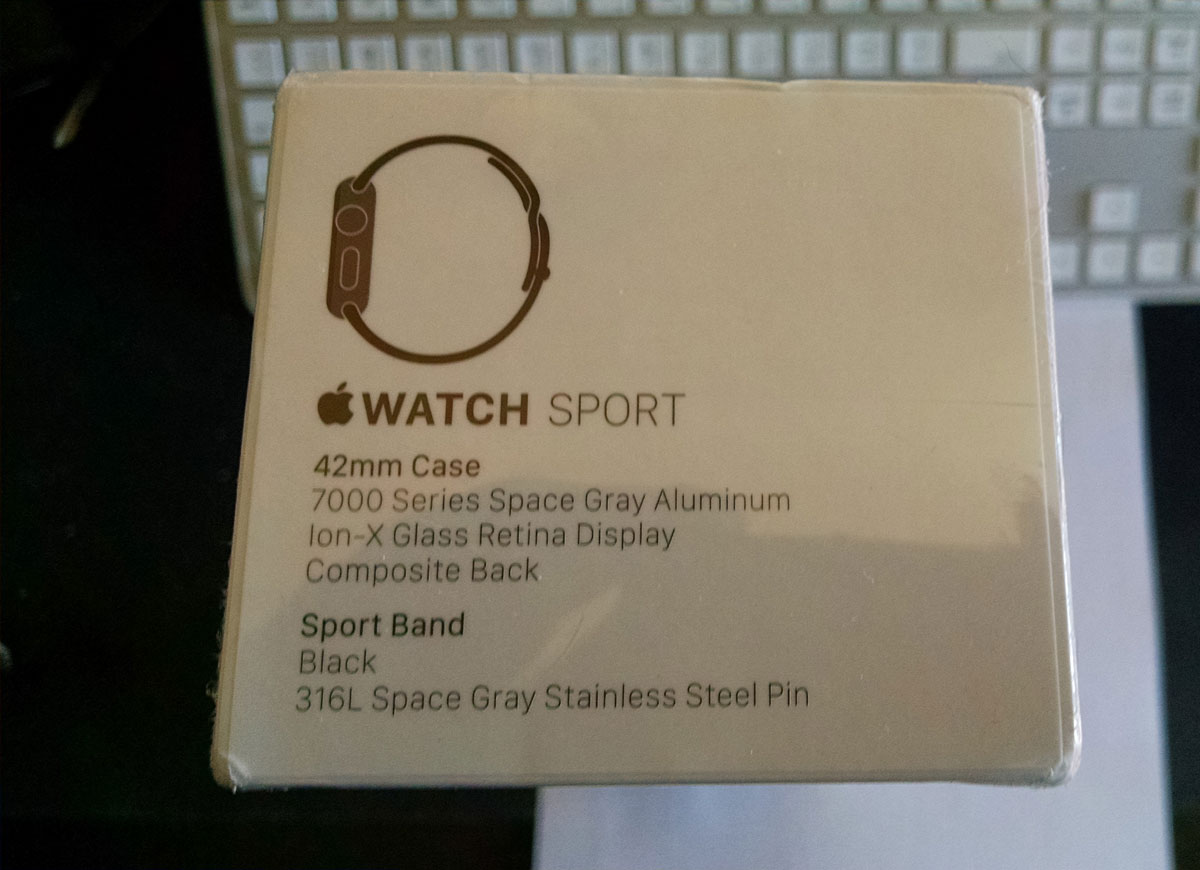 WATCH SPORT
42mm Case
7000 Series Space Gray Aluminum
Ion-X Glass Retina Display
Composite Back
Sport Band
Black
316L Space Gray Stainless Steel Pin